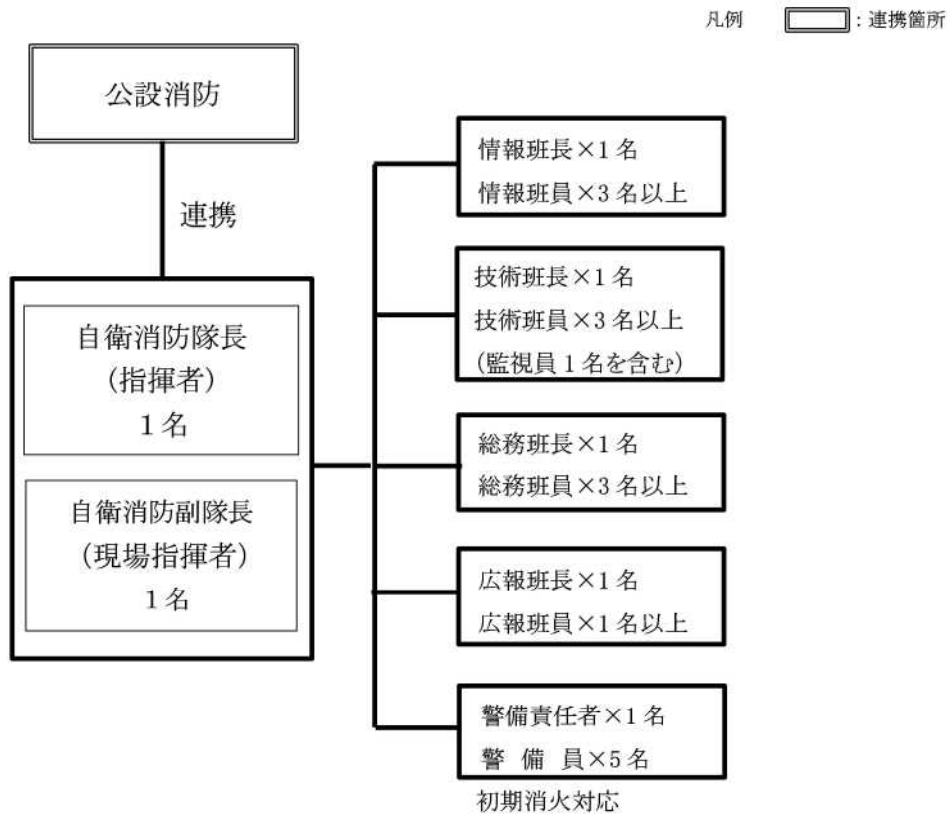 凡例　：連携箇所
公設消防
連携
自衛消防隊長
(指揮者)
1名
自衛消防副隊長
(現場指揮者)
1名
情報班長×1名
情報班員×3名以上
技術班長×1名
技術班員×3名以上
(監視員1名を含む)
総務班長×1名
総務班員×3名以上
広報班長×1名
広報班員×1名以上
警備責任者×1名
警　備　員×5名
初期消火対応